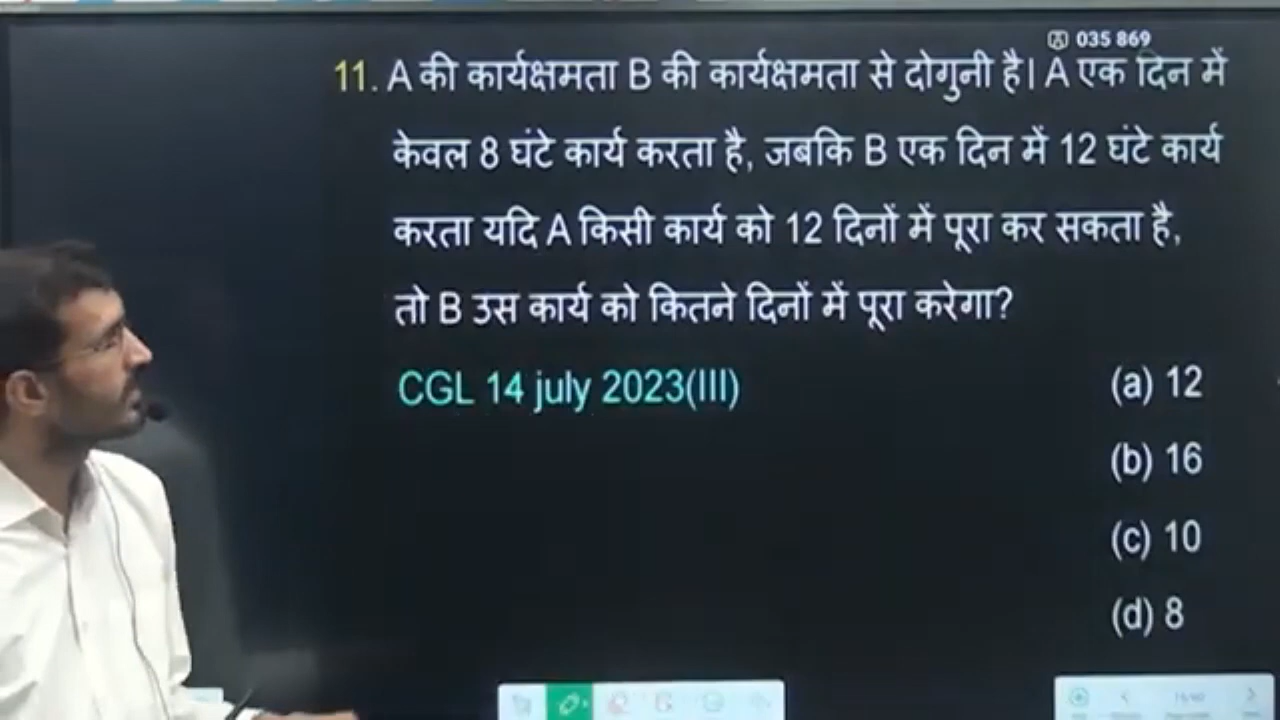 035 869
11. A की कार्यक्षमता B की कार्यक्षमता से दोगुनी है। A एक दिन में
केवल 8 घंटे कार्य करता है, जबकि B एक दिन में 12 घंटे कार्य
करता यदि A किसी कार्य को 12 दिनों में पूरा कर सकता है,
तो B उस कार्य को कितने दिनों में पूरा करेगा?
CGL 14 july 2023(III)
(a) 12
(b) 16
(c) 10
(d) 8